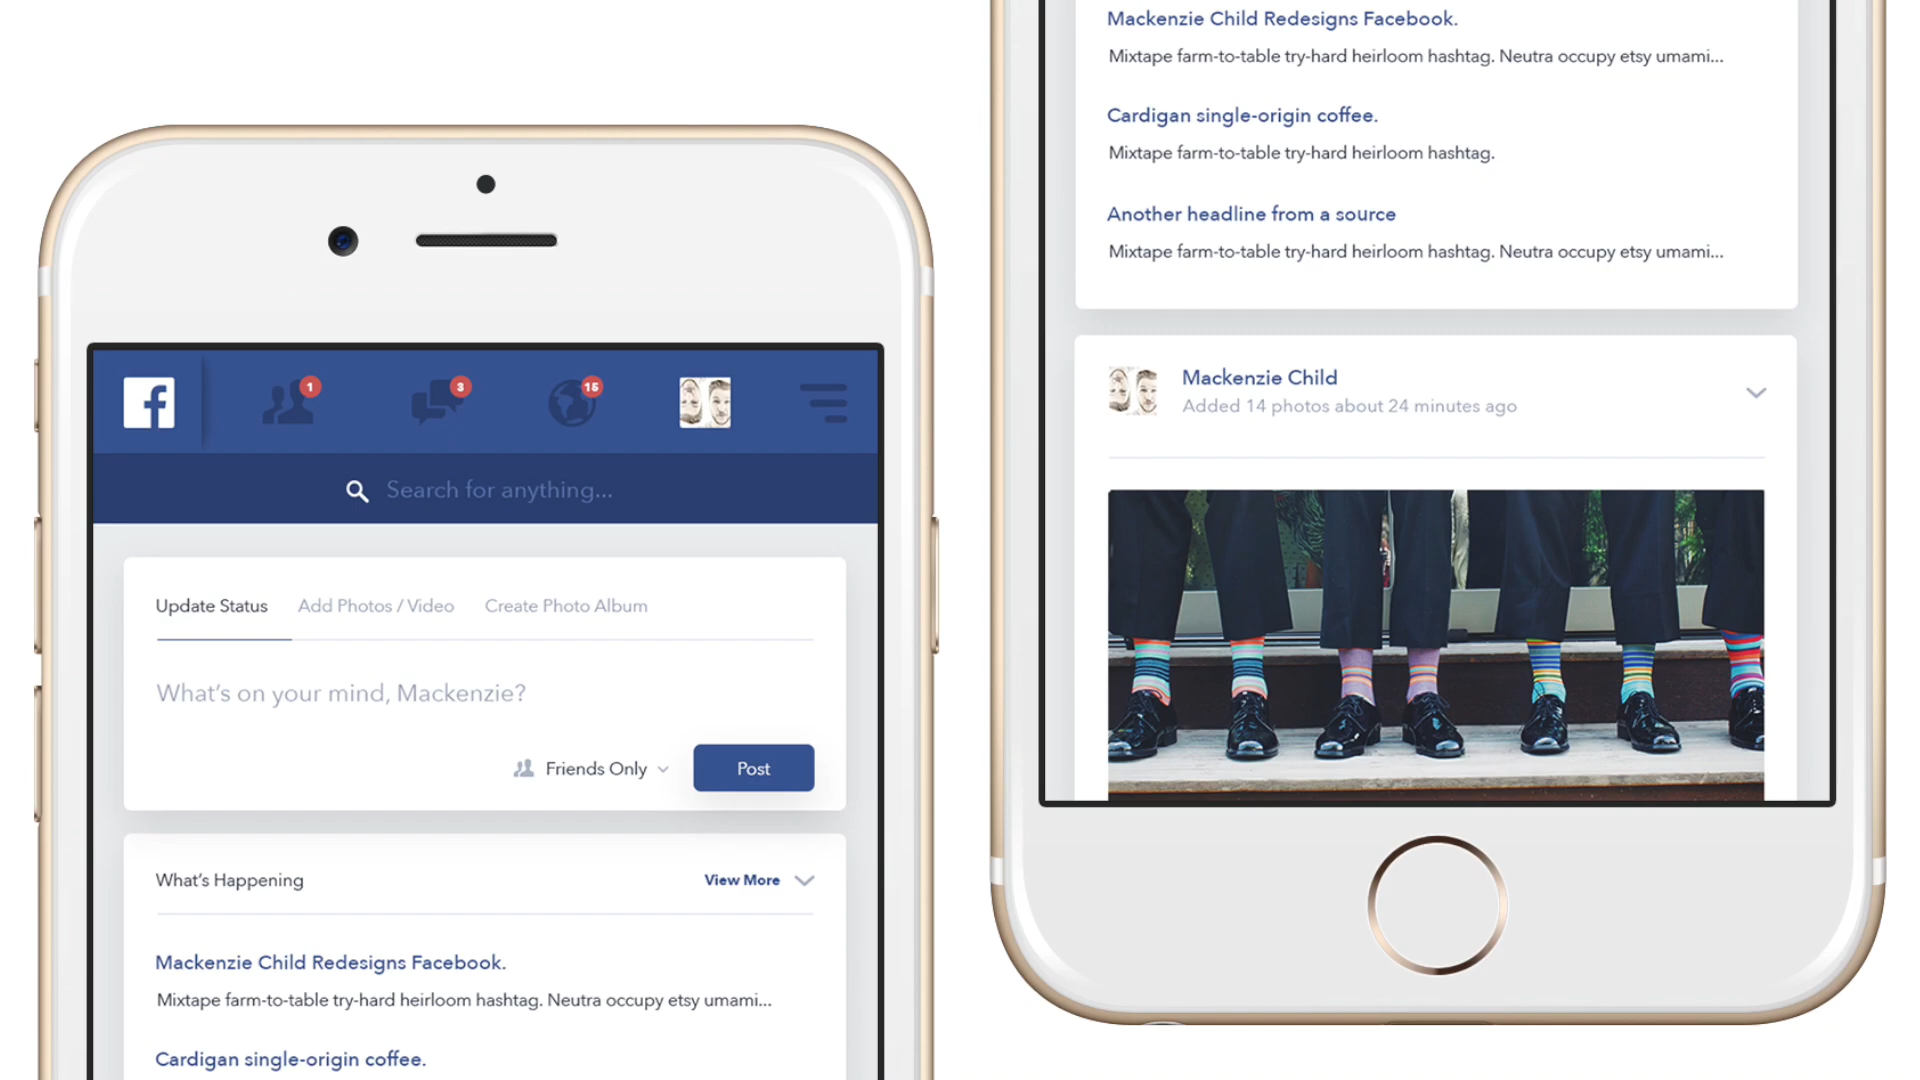 f
1
3
15
Search for anything...
Update Status
Add Photos / Video
Create Photo Album
What's on your mind, Mackenzie?
Friends Only
Post
What's Happening
View More
Mackenzie Child Redesigns Facebook.
Mixtape farm-to-table try-hard heirloom hashtag. Neutra occupy etsy umami...
Cardigan single-origin coffee.
Mackenzie Child Redesigns Facebook.
Mixtape farm-to-table try-hard heirloom hashtag. Neutra occupy etsy umami...
Cardigan single-origin coffee.
Mixtape farm-to-table try-hard heirloom hashtag.
Another headline from a source
Mixtape farm-to-table try-hard heirloom hashtag. Neutra occupy etsy umami...
Mackenzie Child
Added 14 photos about 24 minutes ago